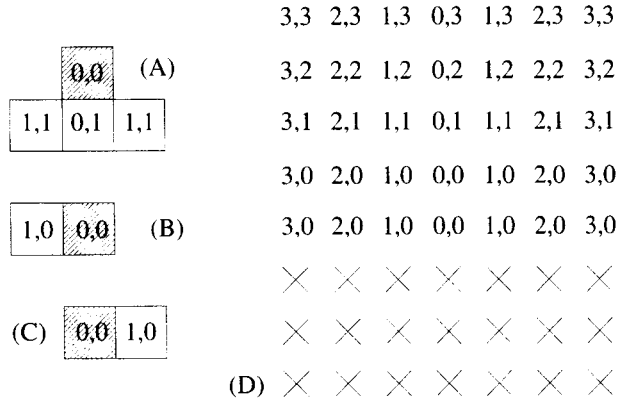 0,0 (A)
1,1 0,1 1,1
1,0 0,0 (B)
(C) 0,0 1,0
3,3 2,3 1,3 0,3 1,3 2,3 3,3
3,2 2,2 1,2 0,2 1,2 2,2 3,2
3,1 2,1 1,1 0,1 1,1 2,1 3,1
3,0 2,0 1,0 0,0 1,0 2,0 3,0
3,0 2,0 1,0 0,0 1,0 2,0 3,0
(D)